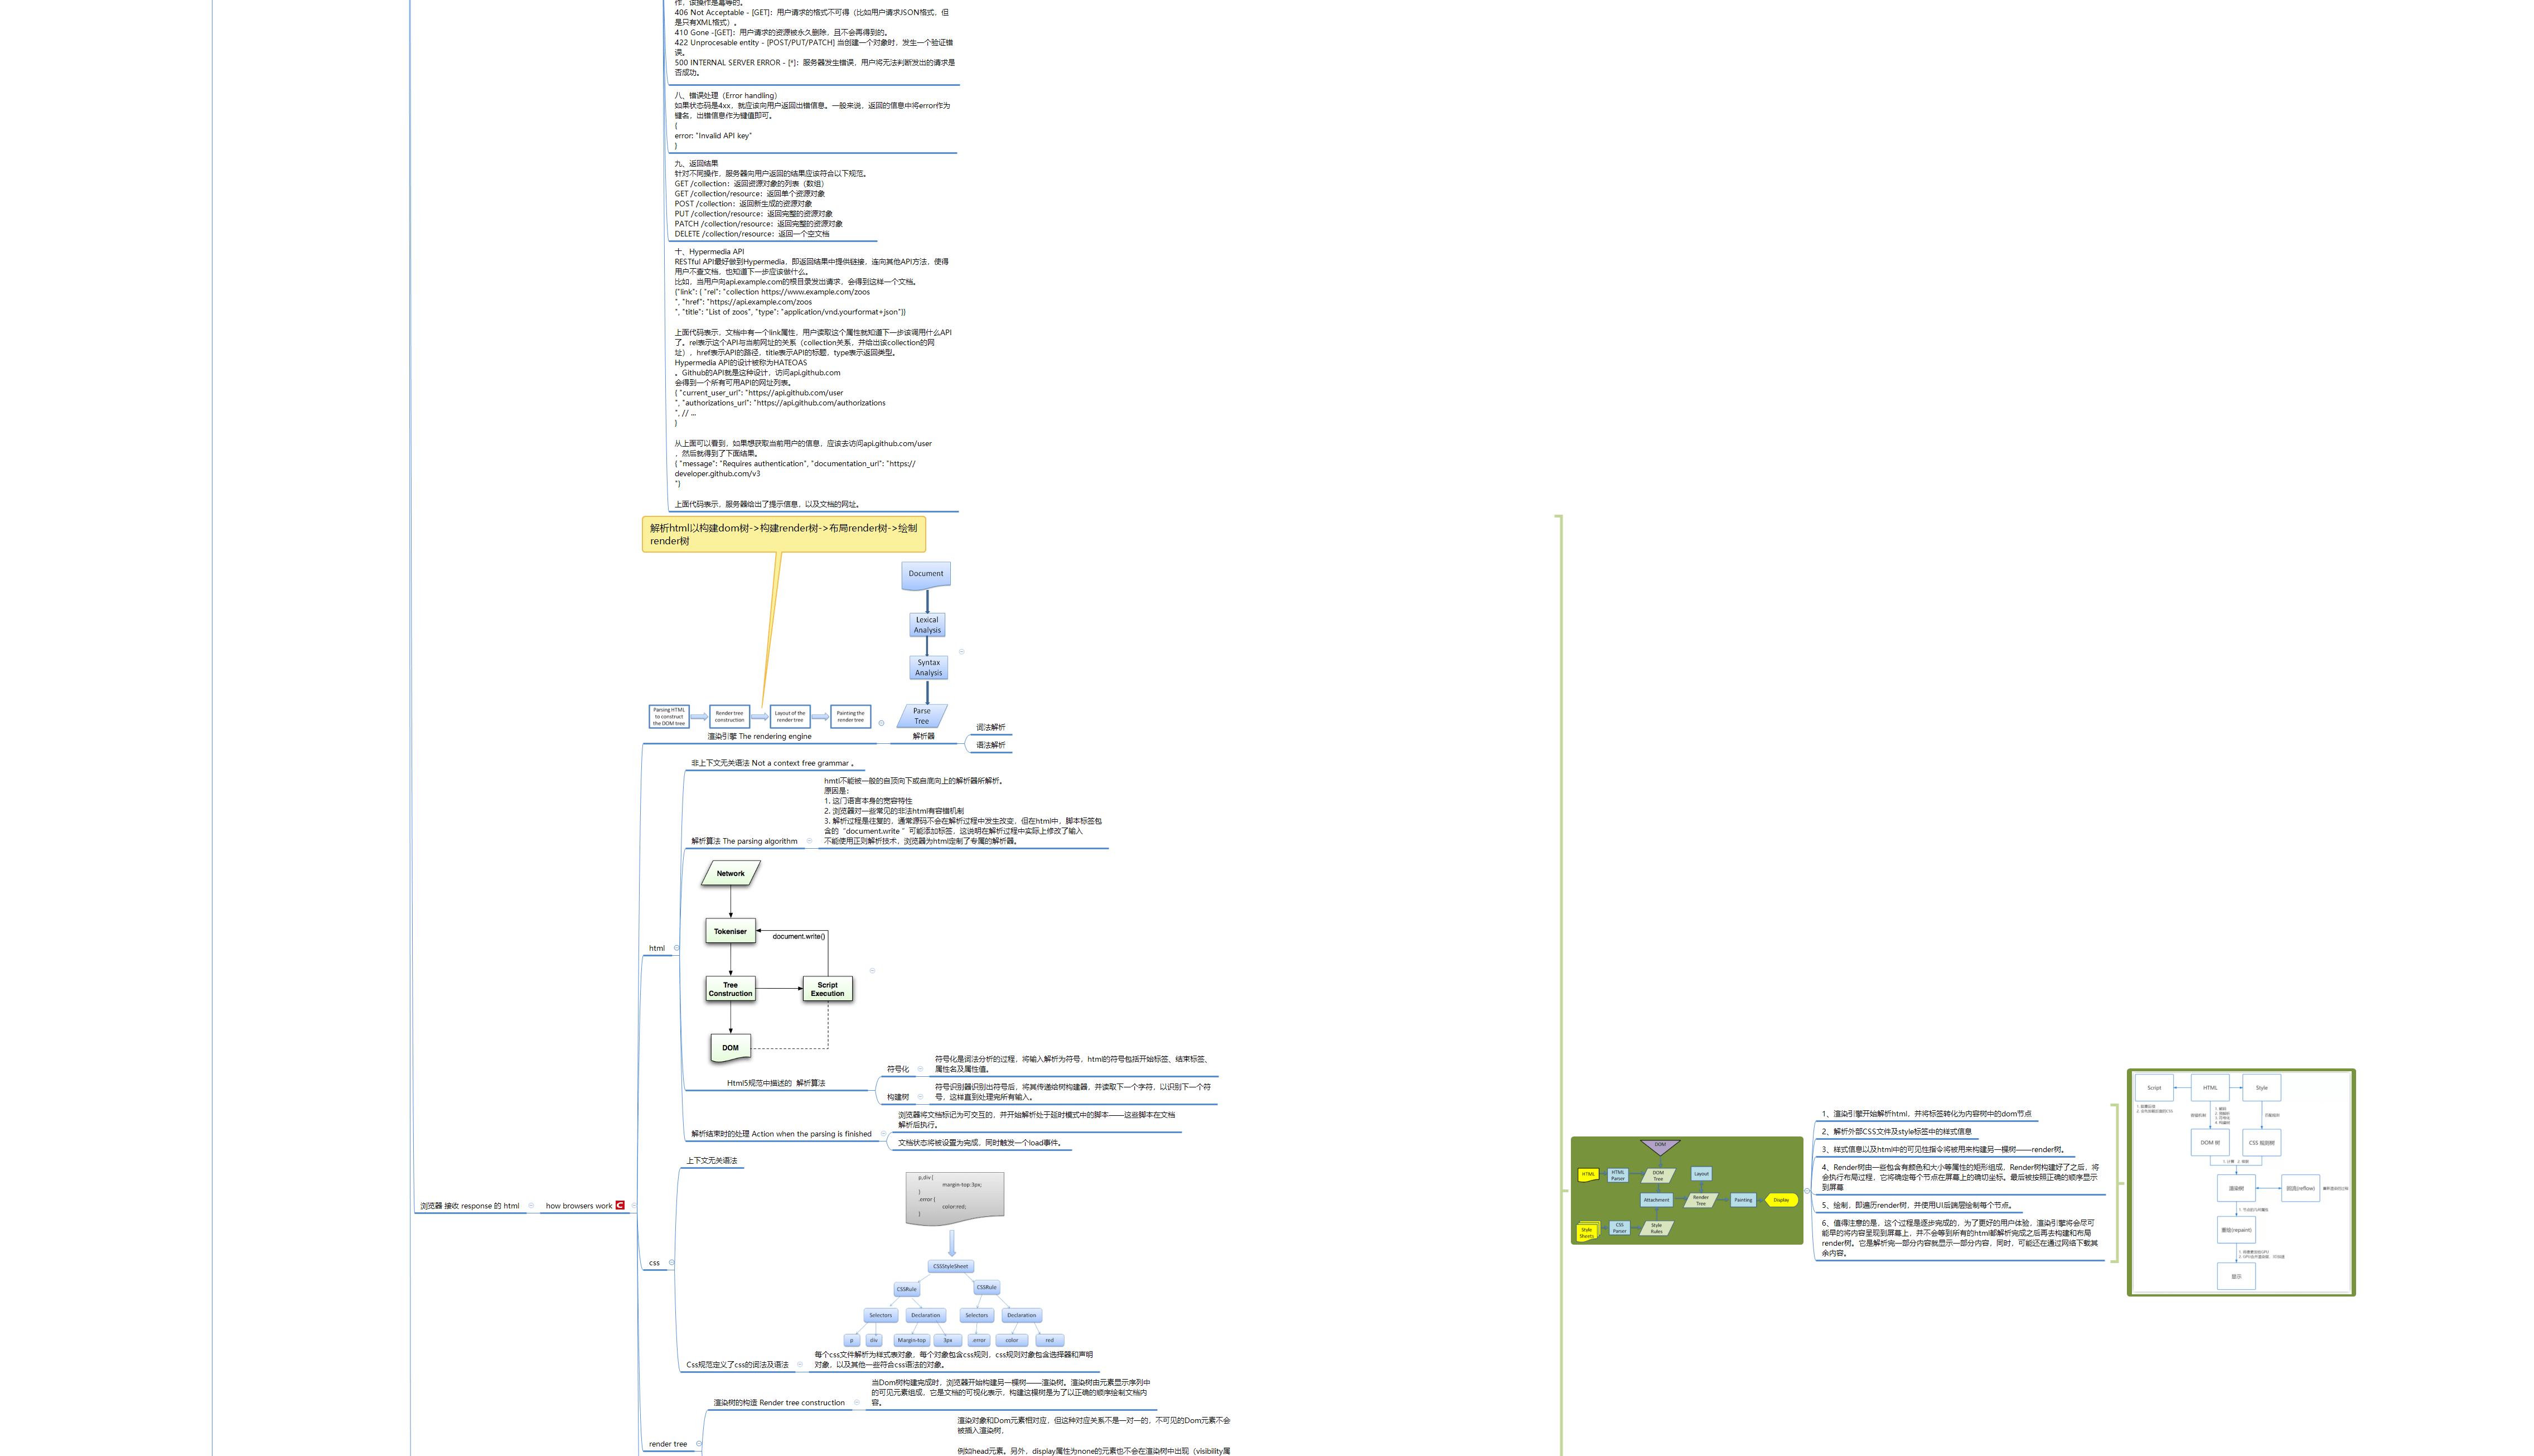 作，该操作是幂等的。
406 Not Acceptable - [GET]：用户请求的格式不可得（比如用户请求JSON格式，但
是只有XML格式）。
410 Gone -[GET]：用户请求的资源被永久删除，且不会再得到的。
422 Unprocesable entity - [POST/PUT/PATCH] 当创建一个对象时，发生一个验证错
误。
500 INTERNAL SERVER ERROR - [*]：服务器发生错误，用户将无法判断发出的请求是
否成功。
八、错误处理（Error handling）
如果状态码是4xx，就应该向用户返回出错信息。一般来说，返回的信息中将error作为
键名，出错信息作为键值即可。
{
error: "Invalid API key"
}
九、返回结果
针对不同操作，服务器向用户返回的结果应该符合以下规范。
GET /collection：返回资源对象的列表（数组）
GET /collection/resource：返回单个资源对象
POST /collection：返回新生成的资源对象
PUT /collection/resource：返回完整的资源对象
PATCH /collection/resource：返回完整的资源对象
DELETE /collection/resource：返回一个空文档
十、Hypermedia API
RESTful API最好做到Hypermedia，即返回结果中提供链接，连向其他API方法，使得
用户不查文档，也知道下一步应该做什么。
比如，当用户向api.example.com的根目录发出请求，会得到这样一个文档。
{"link": { "rel": "collection https://www.example.com/zoos
", "href": "https://api.example.com/zoos
", "title": "List of zoos", "type": "application/vnd.yourformat+json"}}
上面代码表示，文档中有一个link属性，用户读取这个属性就知道下一步该调用什么API
了。rel表示这个API与当前网址的关系（collection关系，并给出该collection的网
址），href表示API的路径，title表示API的标题，type表示返回类型。
Hypermedia API的设计被称为HATEOAS
。Github的API就是这种设计，访问api.github.com
会得到一个所有可用API的网址列表。
{ "current_user_url": "https://api.github.com/user
", "authorizations_url": "https://api.github.com/authorizations
", // ...
}
从上面可以看到，如果想获取当前用户的信息，应该去访问api.github.com/user
，然后就得到了下面结果。
{ "message": "Requires authentication", "documentation_url": "https://
developer.github.com/v3
"}
上面代码表示，服务器给出了提示信息，以及文档的网址。
解析html以构建dom树->构建render树->布局render树->绘制
render树
Document
Lexical
Analysis
Syntax
Analysis
Parse
Tree
Parsing HTML
to construct
the DOM tree
Render tree
construction
Layout of the
render tree
Painting the
render tree
渲染引擎 The rendering engine
解析器
词法解析
语法解析
非上下文无关语法 Not a context free grammar 。
hmtl不能被一般的自顶向下或自底向上的解析器所解析。
原因是：
1. 这门语言本身的宽容特性
2. 浏览器对一些常见的非法html有容错机制
3. 解析过程是往复的，通常源码不会在解析过程中发生改变，但在html中，脚本标签包
含的“document.write ”可能添加标签，这说明在解析过程中实际上修改了输入
不能使用正则解析技术，浏览器为html定制了专属的解析器。
解析算法 The parsing algorithm
Network
Tokeniser
document.write()
Tree
Construction
Script
Execution
DOM
html
Html5规范中描述的 解析算法
符号化
符号化是词法分析的过程，将输入解析为符号，html的符号包括开始标签、结束标签、
属性名及属性值。
构建树
符号识别器识别出符号后，将其传递给树构建器，并读取下一个字符，以识别下一个符
号，这样直到处理完所有输入。
解析结束时的处理 Action when the parsing is finished
浏览器将文档标记为可交互的，并开始解析处于延时模式中的脚本——这些脚本在文档
解析后执行。
文档状态将被设置为完成，同时触发一个load事件。
浏览器 接收 response 的 html
how browsers work
css
上下文无关语法
p,div {
margin-top:3px;
}
.error {
color:red;
}
CSSStyleSheet
CSSRule
CSSRule
Selectors
Declaration
Selectors
Declaration
p
div
Margin-top
3px
.error
color
red
Css规范定义了css的词法及语法
每个css文件解析为样式表对象，每个对象包含css规则，css规则对象包含选择器和声明
对象，以及其他一些符合css语法的对象。
当Dom树构建完成时，浏览器开始构建另一棵树——渲染树。渲染树由元素显示序列中
的可见元素组成，它是文档的可视化表示，构建这棵树是为了以正确的顺序绘制文档内
容。
渲染树的构造 Render tree construction
渲染对象和Dom元素相对应，但这种对应关系不是一对一的，不可见的Dom元素不会
被插入渲染树，
render tree
例如head元素。另外，display属性为none的元素也不会在渲染树中出现（visibility属
DOM
HTML
HTML
Parser
DOM
Tree
Layout
Attachment
Render
Tree
Painting
Display
Style
Sheets
CSS
Parser
Style
Rules
1、渲染引擎开始解析html，并将标签转化为内容树中的dom节点
2、解析外部CSS文件及style标签中的样式信息
3、样式信息以及html中的可见性指令将被用来构建另一棵树——render树。
4、Render树由一些包含有颜色和大小等属性的矩形组成，Render树构建好了之后，将
会执行布局过程，它将确定每个节点在屏幕上的确切坐标。最后被按照正确的顺序显示
到屏幕
5、绘制，即遍历render树，并使用UI后端层绘制每个节点。
6、值得注意的是，这个过程是逐步完成的，为了更好的用户体验，渲染引擎将会尽可
能早的将内容呈现到屏幕上，并不会等到所有的html都解析完成之后再去构建和布局
render树。它是解析完一部分内容就显示一部分内容，同时，可能还在通过网络下载其
余内容。
Script
HTML
Style
DOM 树
CSS 规则树
渲染树
回流(reflow)
重绘(repaint)
显示